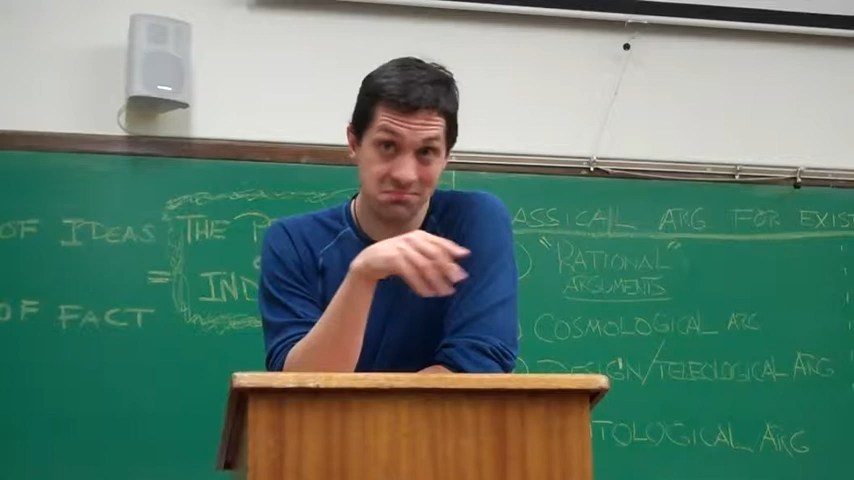 OF IDEAS
=
OF FACT
THE
IND
ASSICAL ARG FOR EXIST
RATIONAL
ARGUMENTS
COSMOLOGICAL ARG
DESIGN/TELEOLOGICAL ARG
TOLOGICAL ARG